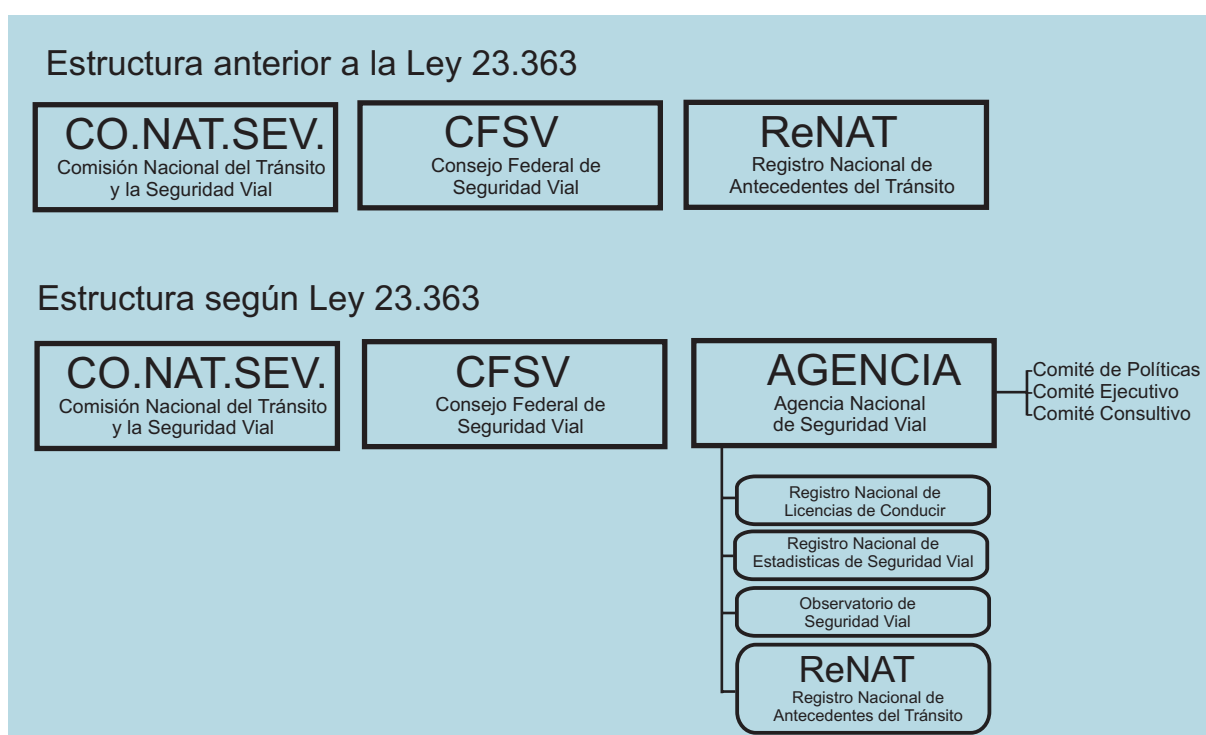 Estructura anterior a la Ley 23.363
CO.NAT.SEV.
Comisión Nacional del Tránsito
y la Seguridad Vial
CFSV
Consejo Federal de
Seguridad Vial
ReNAT
Registro Nacional de
Antecedentes del Tránsito
Estructura según Ley 23.363
CO.NAT.SEV.
Comisión Nacional del Tránsito
y la Seguridad Vial
CFSV
Consejo Federal de
Seguridad Vial
AGENCIA
Agencia Nacional
de Seguridad Vial
Comité de Políticas
Comité Ejecutivo
Comité Consultivo
Registro Nacional de
Licencias de Conducir
Registro Nacional de
Estadisticas de Seguridad Vial
Observatorio de
Seguridad Vial
ReNAT
Registro Nacional de
Antecedentes del Tránsito